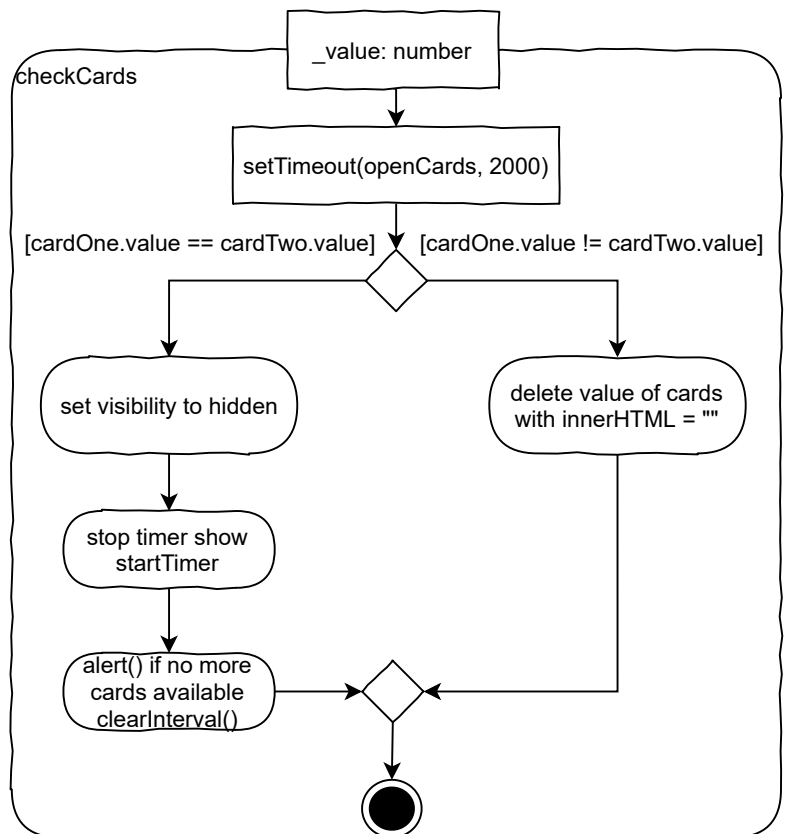 _value: number
checkCards
setTimeout(openCards, 2000)
[cardOne.value == cardTwo.value]
[cardOne.value != cardTwo.value]
set visibility to hidden
delete value of cards
with innerHTML = ""
stop timer show
startTimer
alert() if no more
cards available
clearInterval()